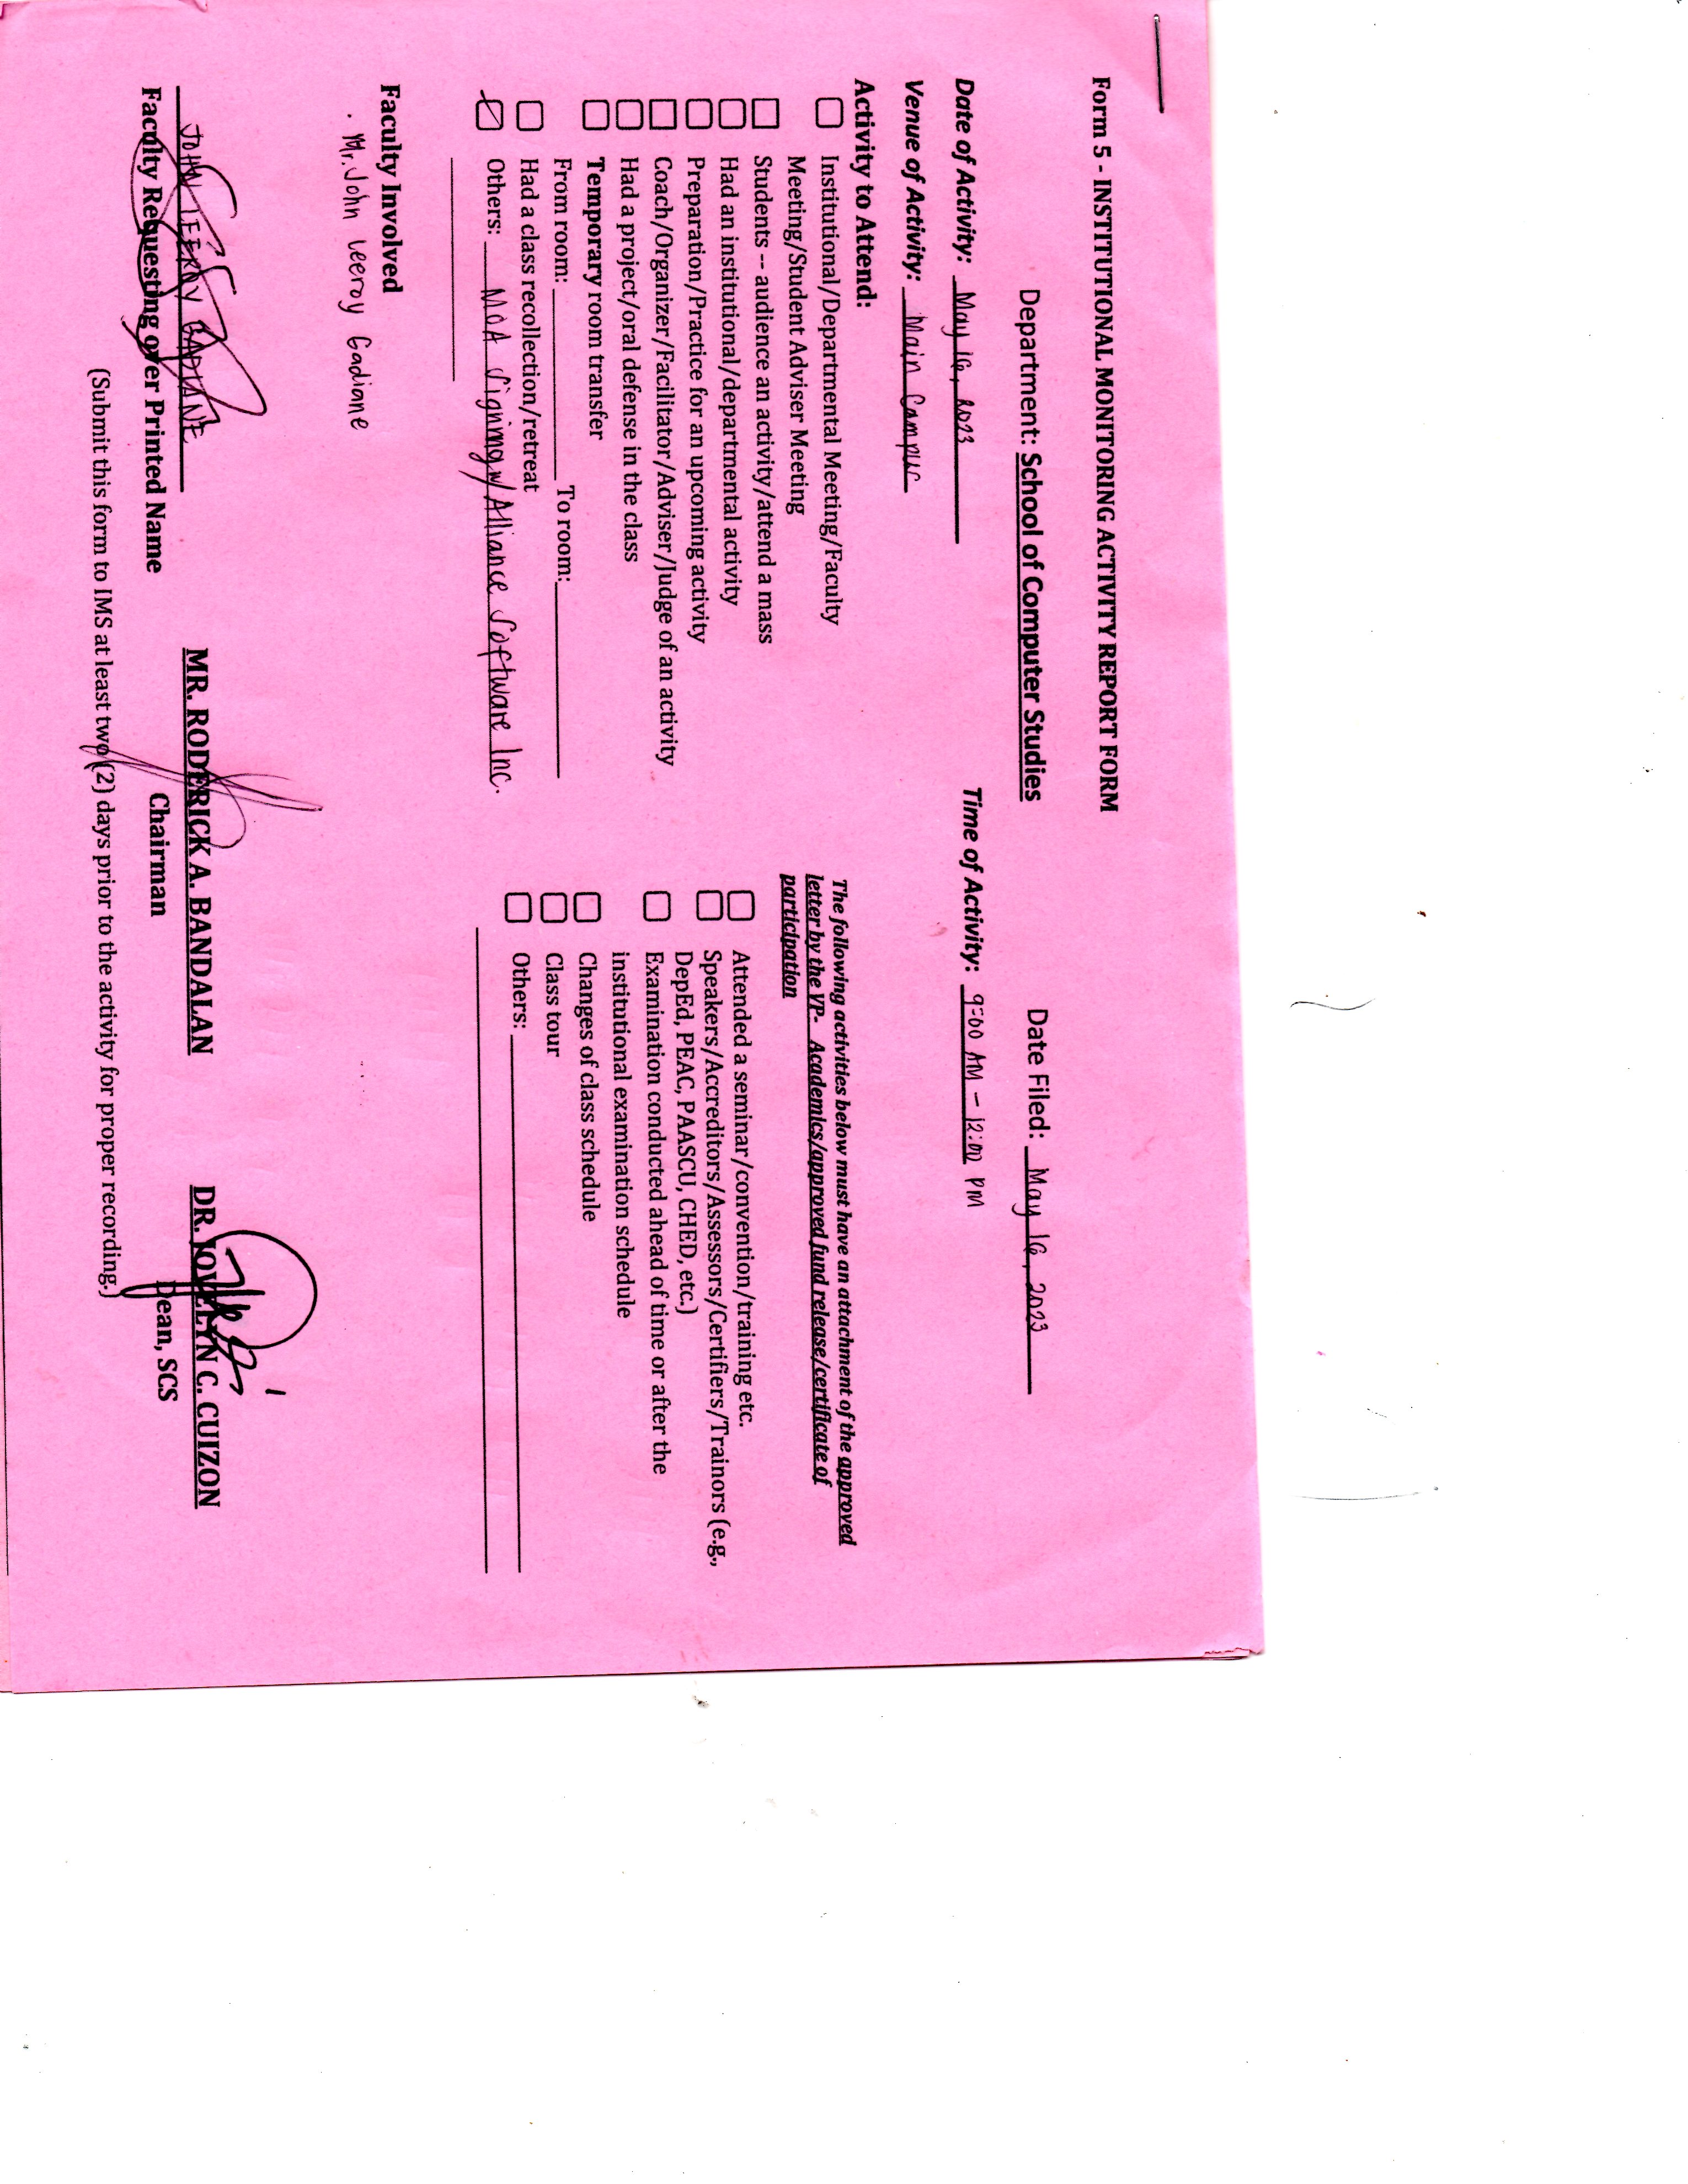 Form 5 - INSTITUTIONAL MONITORING ACTIVITY REPORT FORM
Department: School of Computer Studies Date Filed: May 16, 2023
Date of Activity: May 16, 2023 Time of Activity: 9:00 AM - 12:00 PM
Venue of Activity: Main Campus
Activity to Attend:
Institutional/Departmental Meeting/Faculty
Meeting/Student Adviser Meeting
Students -- audience an activity/attend a mass
Had an institutional/departmental activity
Preparation/Practice for an upcoming activity
Coach/Organizer/Facilitator/Adviser/Judge of an activity
Had a project/oral defense in the class
Temporary room transfer
From room: To room:
Had a class recollection/retreat
Others: MOA Signing w/ Alliance Software Inc.
The following activities below must have an attachment of the approved
letter by the VP- Academics/approved fund release/certificate of
participation
Attended a seminar/convention/training etc.
Speakers/Accreditors/Assessors/Certifiers/Trainors (e.g.,
DepEd, PEAC, PAASCU, CHED, etc.)
Examination conducted ahead of time or after the
institutional examination schedule
Changes of class schedule
Class tour
Others:
Faculty Involved
. Mr. John Leeroy Gadiane
JOHN LEEROY GADIANE MR. RODERICK A. BANDALAN DR. JOVELYN C. CUIZON
Faculty Requesting over Printed Name Chairman Dean, SCS
(Submit this form to IMS at least two (2) days prior to the activity for proper recording.)